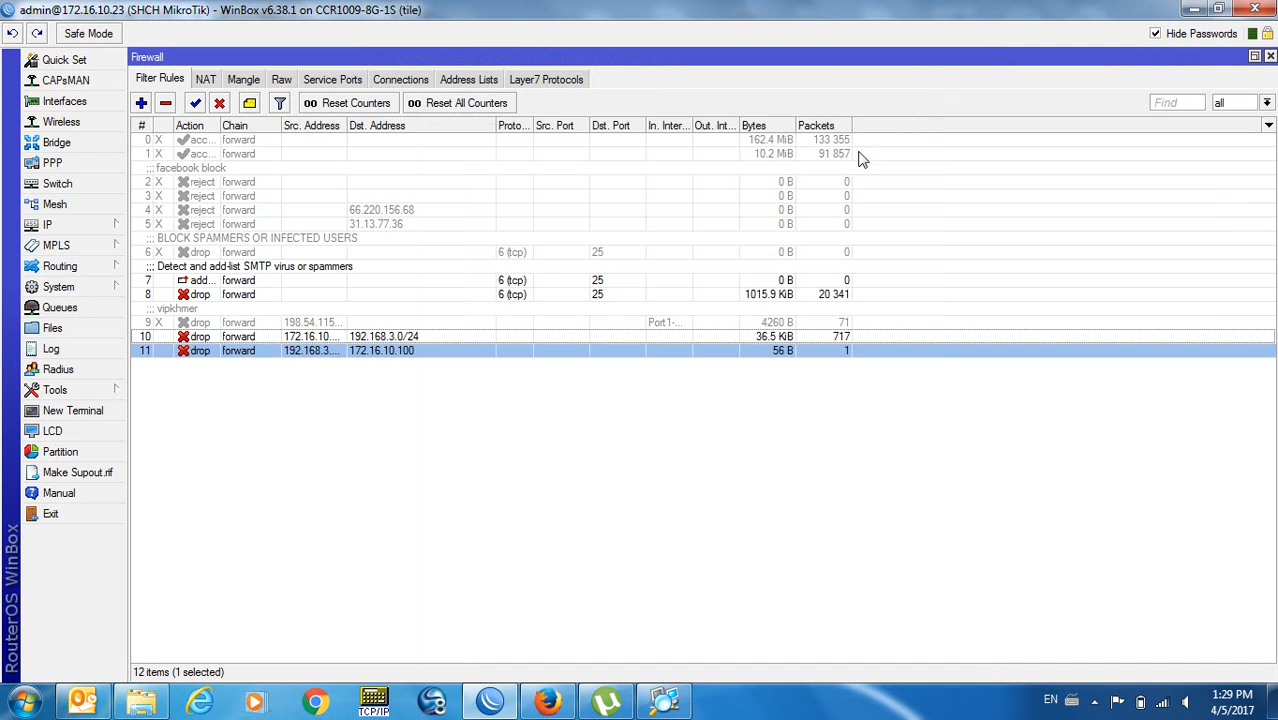 admin@172.16.10.23 (SHCH MikroTik) - WinBox v6.38.1 on CCR1009-8G-1S (tile)
Safe Mode
Hide Passwords
Quick Set
CAPsMAN
Interfaces
Wireless
Bridge
PPP
Switch
Mesh
IP
MPLS
Routing
System
Queues
Files
Log
Radius
Tools
New Terminal
LCD
Partition
Make Supout.rif
Manual
Exit
RouterOS WinBox
Firewall
Filter Rules NAT Mangle Raw Service Ports Connections Address Lists Layer7 Protocols
00 Reset Counters 00 Reset All Counters Find all
# Action Chain Src. Address Dst. Address Proto... Src. Port Dst. Port In. Inter... Out. Int... Bytes Packets
0 X acc... forward 162.4 MiB 133 355
1 X acc... forward 10.2 MiB 91 857
;;; facebook block
2 X reject forward 0 B 0
3 X reject forward 0 B 0
4 X reject forward 66.220.156.68 0 B 0
5 X reject forward 31.13.77.36 0 B 0
;;; BLOCK SPAMMERS OR INFECTED USERS
6 X drop forward 6 (tcp) 25 0 B 0
;;; Detect and add-list SMTP virus or spammers
7 add... forward 6 (tcp) 25 0 B 0
8 drop forward 6 (tcp) 25 1015.9 KiB 20 341
;;; vipkhmer
9 X drop forward 198.54.115... Port1-... 4260 B 71
10 drop forward 172.16.10.... 192.168.3.0/24 36.5 KiB 717
11 drop forward 192.168.3.... 172.16.10.100 56 B 1
12 items (1 selected)
TCP/IP
EN
1:29 PM
4/5/2017